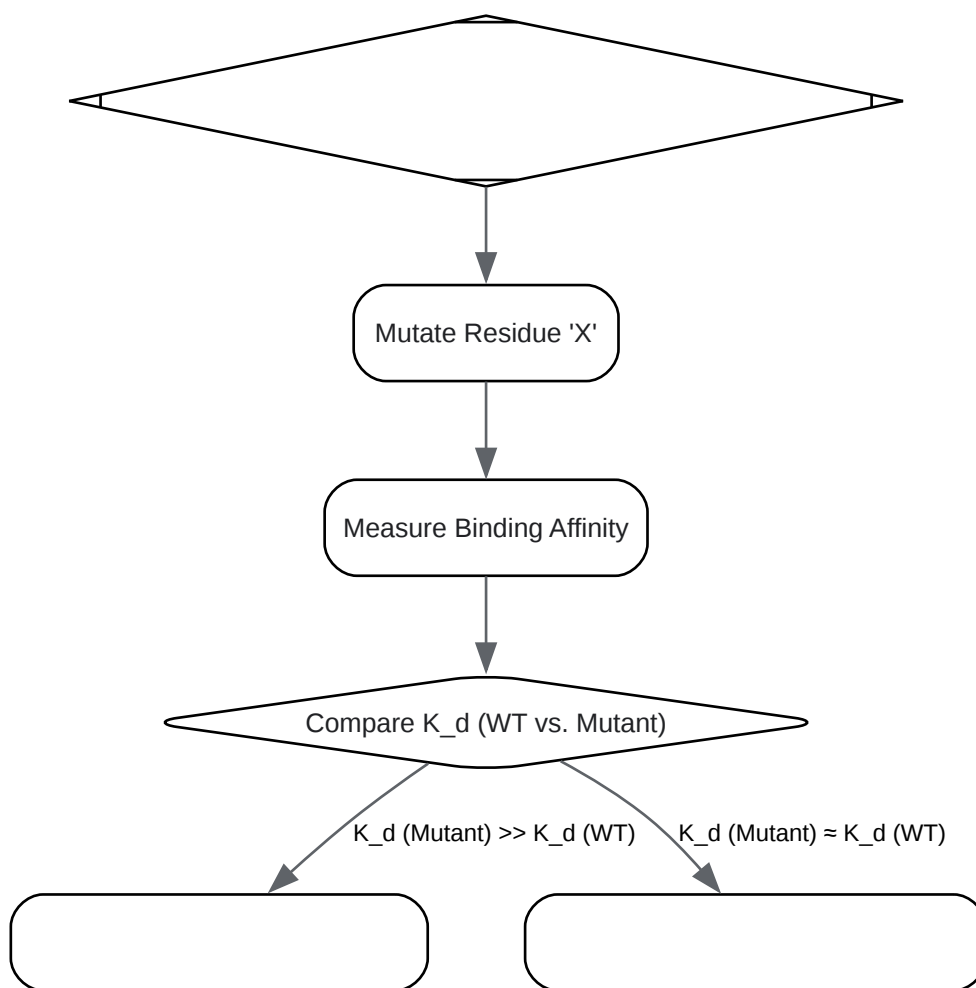 Mutate Residue 'X'
Measure Binding Affinity
Compare K_d (WT vs. Mutant)
K_d (Mutant) >> K_d (WT)
K_d (Mutant) ≈ K_d (WT)